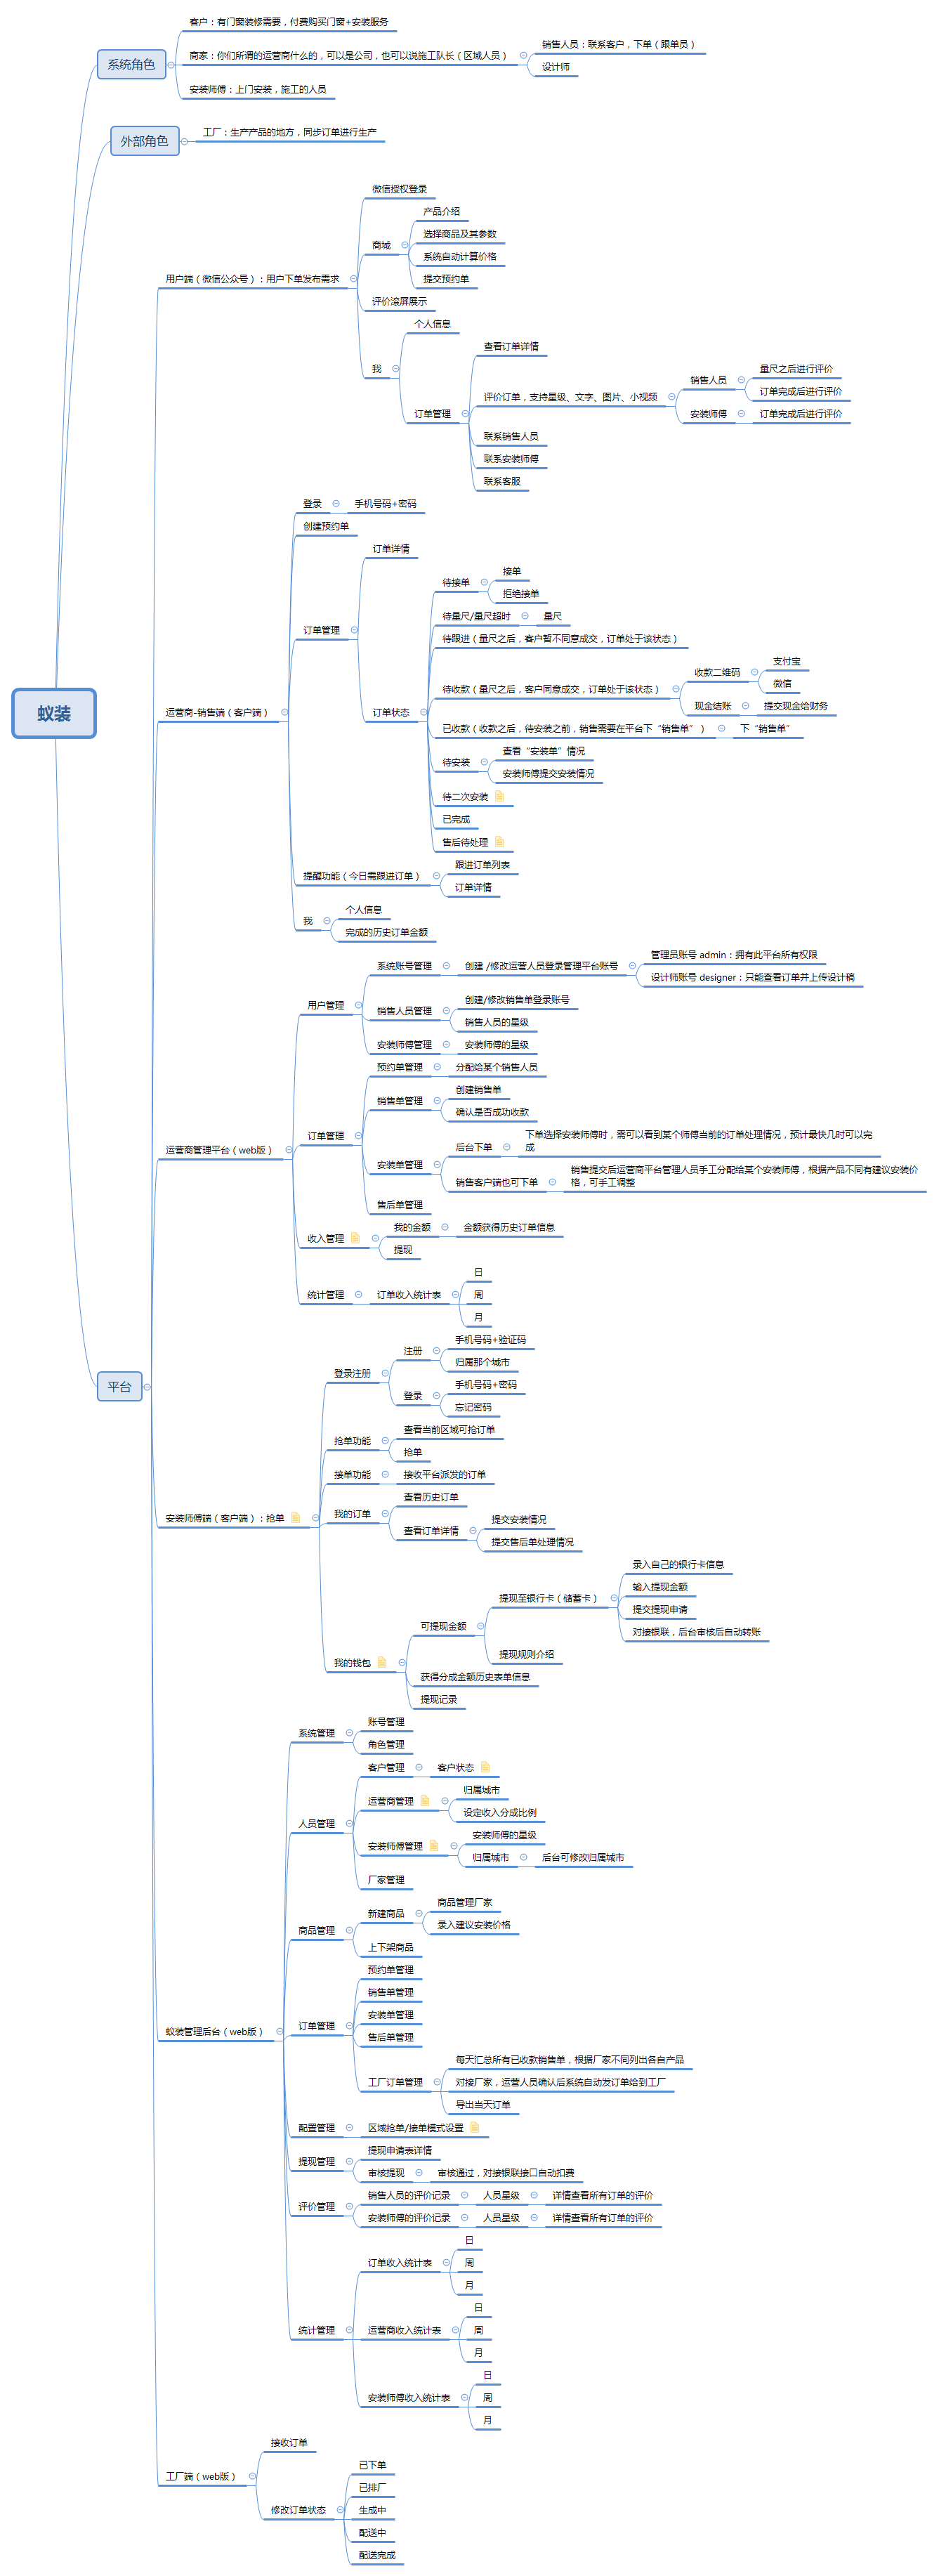 蚁装
系统角色
客户：有门窗装修需要，付费购买门窗+安装服务
商家：你们所谓的运营商什么的，可以是公司，也可以说施工队长（区域人员）
销售人员：联系客户，下单（跟单员）
设计师
安装师傅：上门安装，施工的人员
外部角色
工厂：生产产品的地方，同步订单进行生产
平台
用户端（微信公众号）：用户下单发布需求
微信授权登录
商城
产品介绍
选择商品及其参数
系统自动计算价格
提交预约单
评价滚屏展示
我
个人信息
订单管理
查看订单详情
评价订单，支持星级、文字、图片、小视频
销售人员
量尺之后进行评价
订单完成后进行评价
安装师傅
订单完成后进行评价
联系销售人员
联系安装师傅
联系客服
运营商-销售端（客户端）
登录
手机号码+密码
创建预约单
订单管理
订单详情
订单状态
待接单
接单
拒绝接单
待量尺/量尺超时
量尺
待跟进（量尺之后，客户暂不同意成交，订单处于该状态）
待收款（量尺之后，客户同意成交，订单处于该状态）
收款二维码
支付宝
微信
现金结账
提交现金给财务
已收款（收款之后，待安装之前，销售需要在平台下“销售单”）
下“销售单”
待安装
查看“安装单”情况
安装师傅提交安装情况
待二次安装
已完成
售后待处理
提醒功能（今日需跟进订单）
跟进订单列表
订单详情
我
个人信息
完成的历史订单金额
运营商管理平台（web版）
用户管理
系统账号管理
创建 /修改运营人员登录管理平台账号
管理员账号 admin：拥有此平台所有权限
设计师账号 designer：只能查看订单并上传设计稿
销售人员管理
创建/修改销售单登录账号
销售人员的星级
安装师傅管理
安装师傅的星级
订单管理
预约单管理
分配给某个销售人员
销售单管理
创建销售单
确认是否成功收款
安装单管理
后台下单
下单选择安装师傅时，需可以看到某个师傅当前的订单处理情况，预计最快几时可以完
成
销售客户端也可下单
销售提交后运营商平台管理人员手工分配给某个安装师傅，根据产品不同有建议安装价
格，可手工调整
售后单管理
收入管理
我的金额
金额获得历史订单信息
提现
统计管理
订单收入统计表
日
周
月
安装师傅端（客户端）：抢单
登录注册
注册
手机号码+验证码
归属那个城市
登录
手机号码+密码
忘记密码
抢单功能
查看当前区域可抢订单
抢单
接单功能
接收平台派发的订单
我的订单
查看历史订单
查看订单详情
提交安装情况
提交售后单处理情况
我的钱包
可提现金额
提现至银行卡（储蓄卡）
录入自己的银行卡信息
输入提现金额
提交提现申请
对接银联，后台审核后自动转账
提现规则介绍
获得分成金额历史表单信息
提现记录
蚁装管理后台（web版）
系统管理
账号管理
角色管理
人员管理
客户管理
客户状态
运营商管理
归属城市
设定收入分成比例
安装师傅管理
安装师傅的星级
归属城市
后台可修改归属城市
厂家管理
商品管理
新建商品
商品管理厂家
录入建议安装价格
上下架商品
订单管理
预约单管理
销售单管理
安装单管理
售后单管理
工厂订单管理
每天汇总所有已收款销售单，根据厂家不同列出各自产品
对接厂家，运营人员确认后系统自动发订单给到工厂
导出当天订单
配置管理
区域抢单/接单模式设置
提现管理
提现申请表详情
审核提现
审核通过，对接银联接口自动扣费
评价管理
销售人员的评价记录
人员星级
详情查看所有订单的评价
安装师傅的评价记录
人员星级
详情查看所有订单的评价
统计管理
订单收入统计表
日
周
月
运营商收入统计表
日
周
月
安装师傅收入统计表
日
周
月
工厂端（web版）
接收订单
修改订单状态
已下单
已排厂
生成中
配送中
配送完成